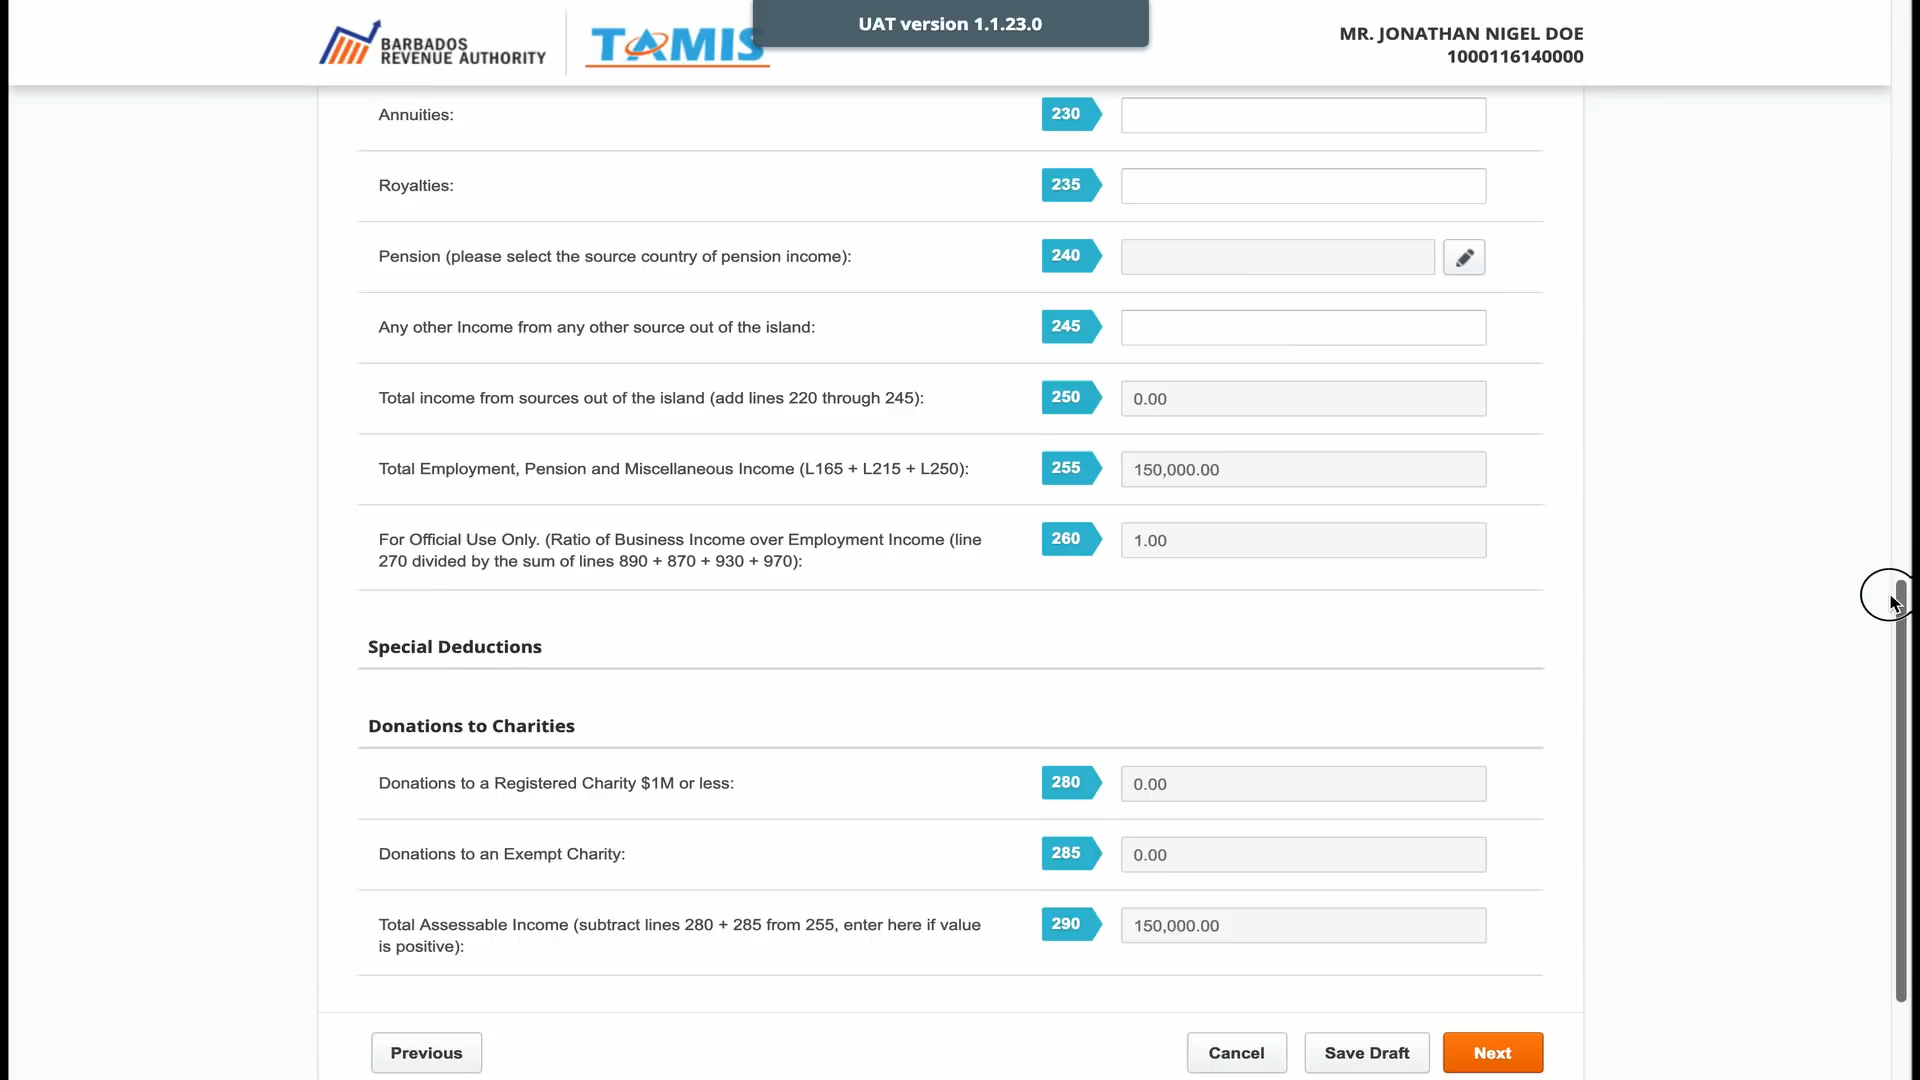 BARBADOS
REVENUE AUTHORITY
TAMIS
UAT version 1.1.23.0
MR. JONATHAN NIGEL DOE
1000116140000
Annuities:
230
Royalties:
235
Pension (please select the source country of pension income):
240
Any other Income from any other source out of the island:
245
Total income from sources out of the island (add lines 220 through 245):
250
0.00
Total Employment, Pension and Miscellaneous Income (L165 + L215 + L250):
255
150,000.00
For Official Use Only. (Ratio of Business Income over Employment Income (line
270 divided by the sum of lines 890 + 870 + 930 + 970):
260
1.00
Special Deductions
Donations to Charities
Donations to a Registered Charity $1M or less:
280
0.00
Donations to an Exempt Charity:
285
0.00
Total Assessable Income (subtract lines 280 + 285 from 255, enter here if value
is positive):
290
150,000.00
Previous
Cancel
Save Draft
Next